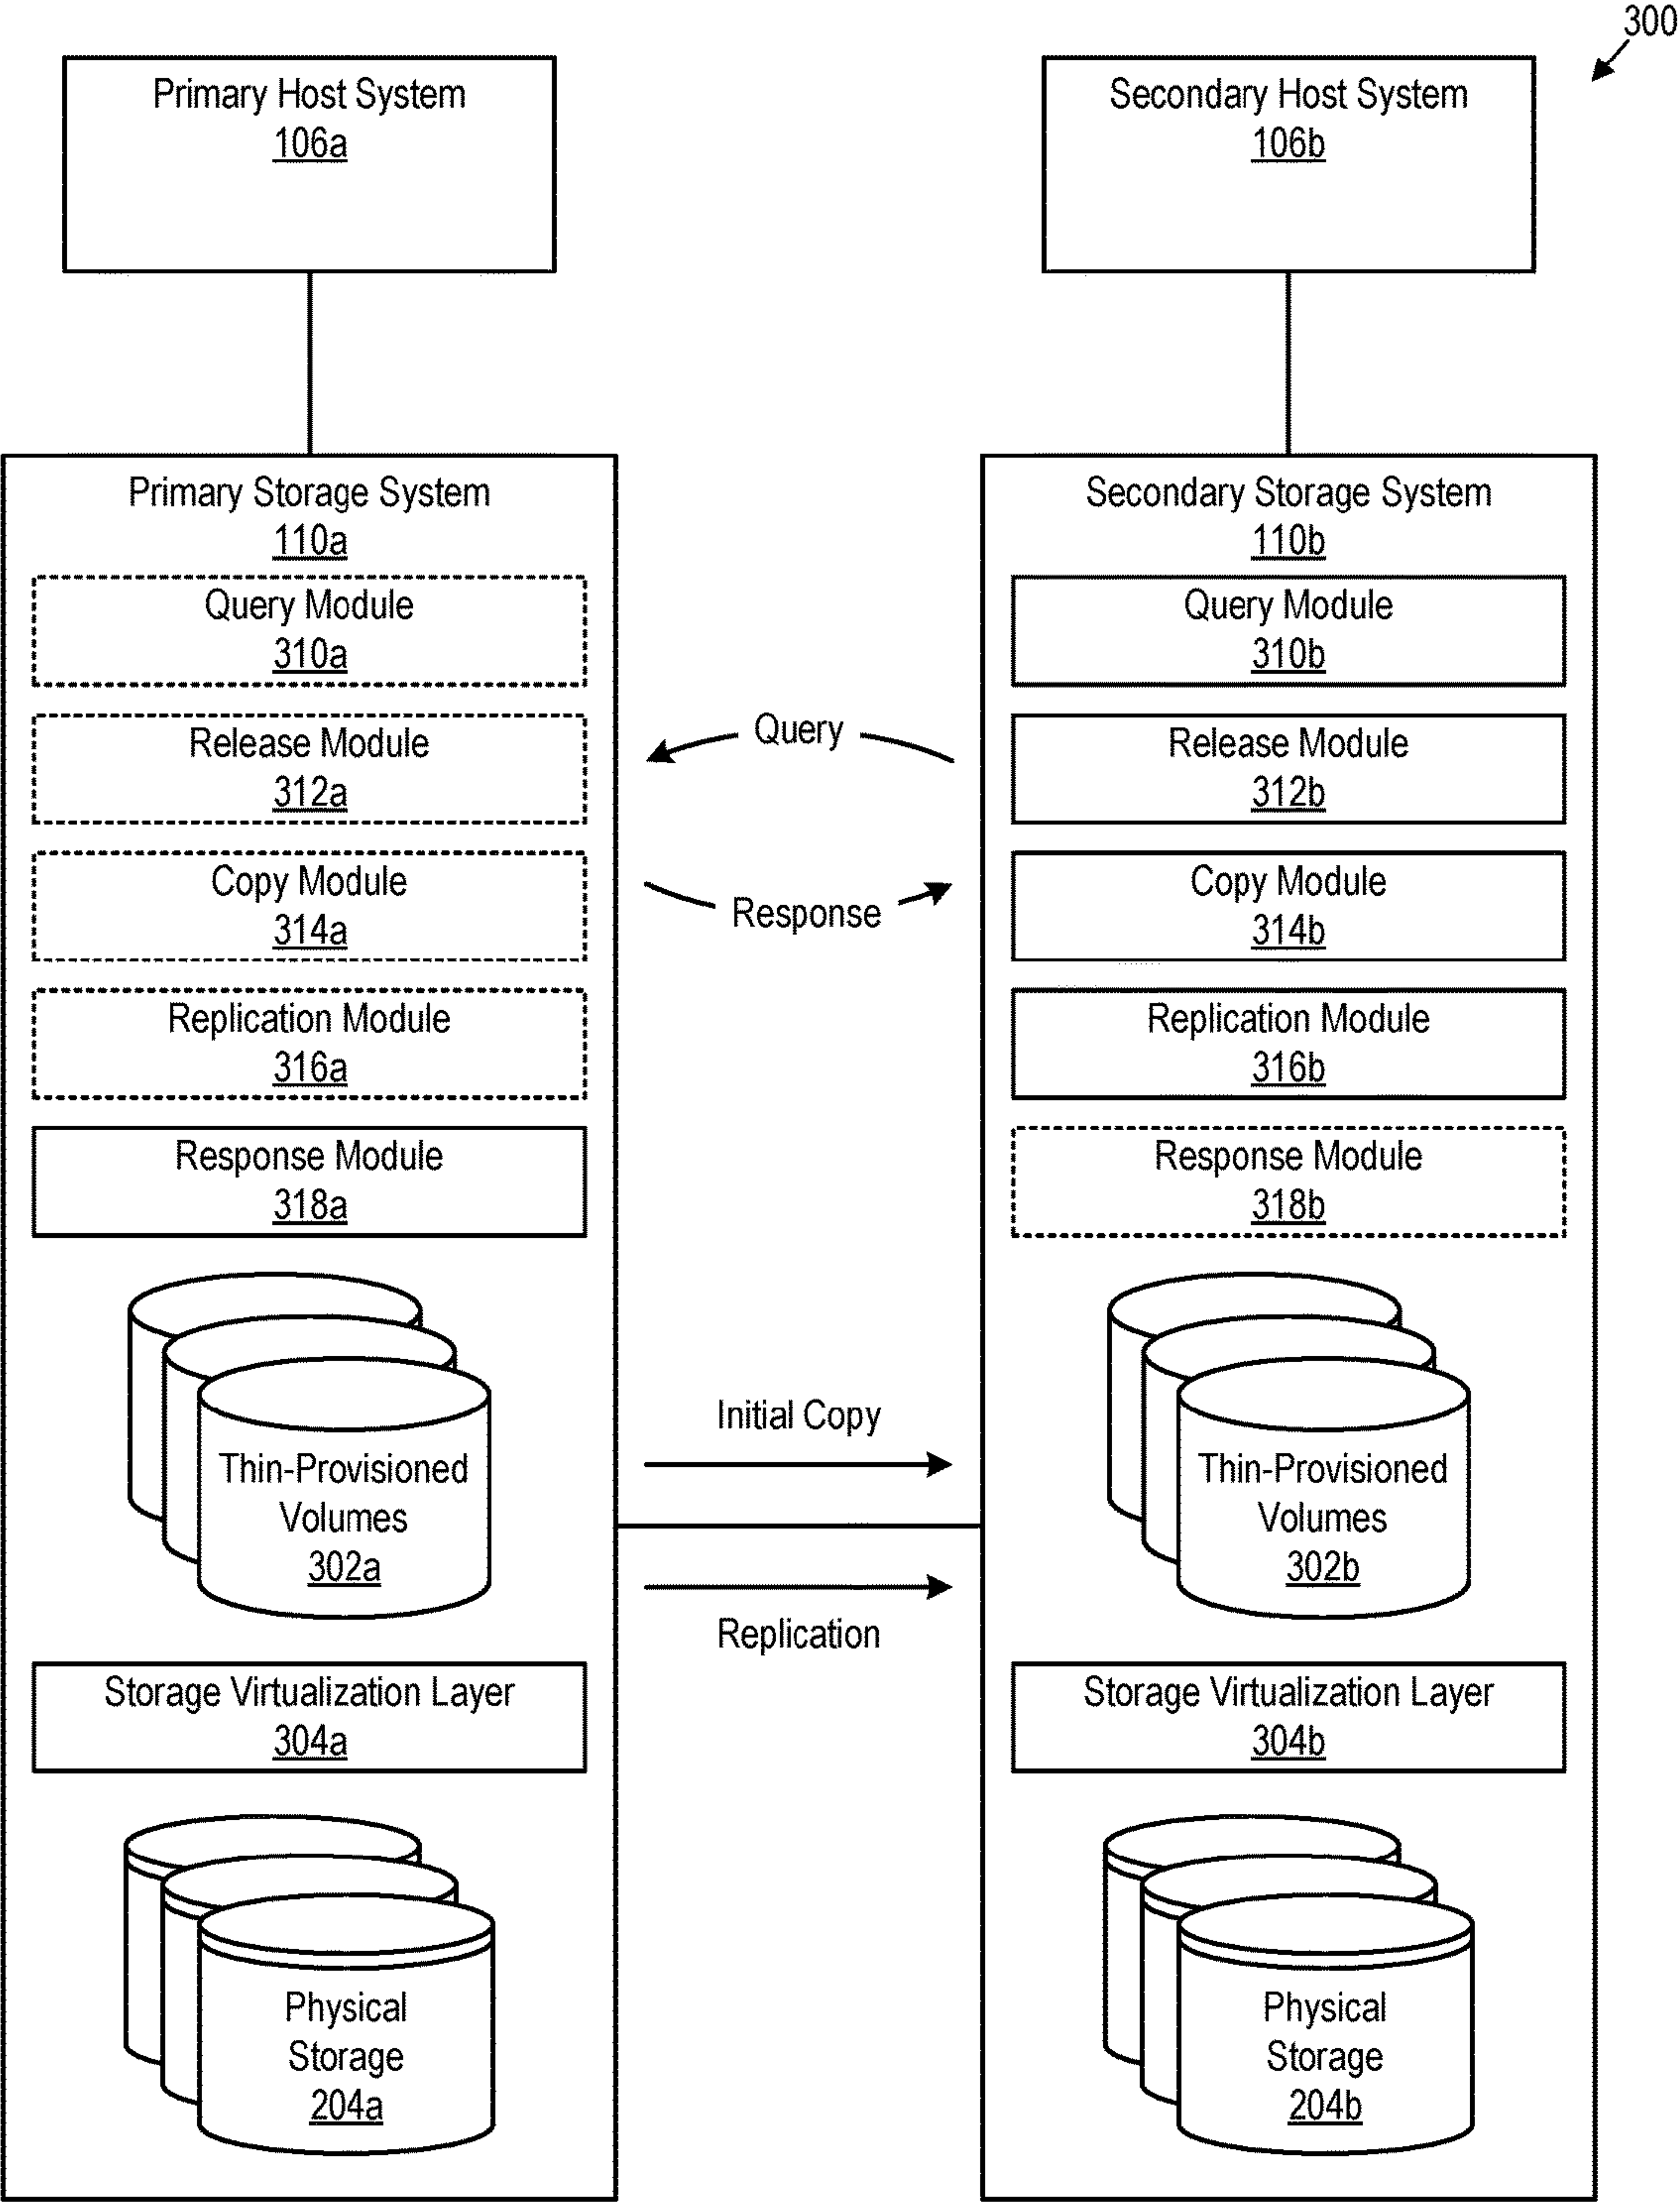 300
Primary Host System
106a
Secondary Host System
106b
Primary Storage System
110a
Query Module
310a
Release Module
312a
Copy Module
314a
Replication Module
316a
Response Module
318a
Thin-Provisioned
Volumes
302a
Storage Virtualization Layer
304a
Physical
Storage
204a
Query
Response
Initial Copy
Replication
Secondary Storage System
110b
Query Module
310b
Release Module
312b
Copy Module
314b
Replication Module
316b
Response Module
318b
Thin-Provisioned
Volumes
302b
Storage Virtualization Layer
304b
Physical
Storage
204b